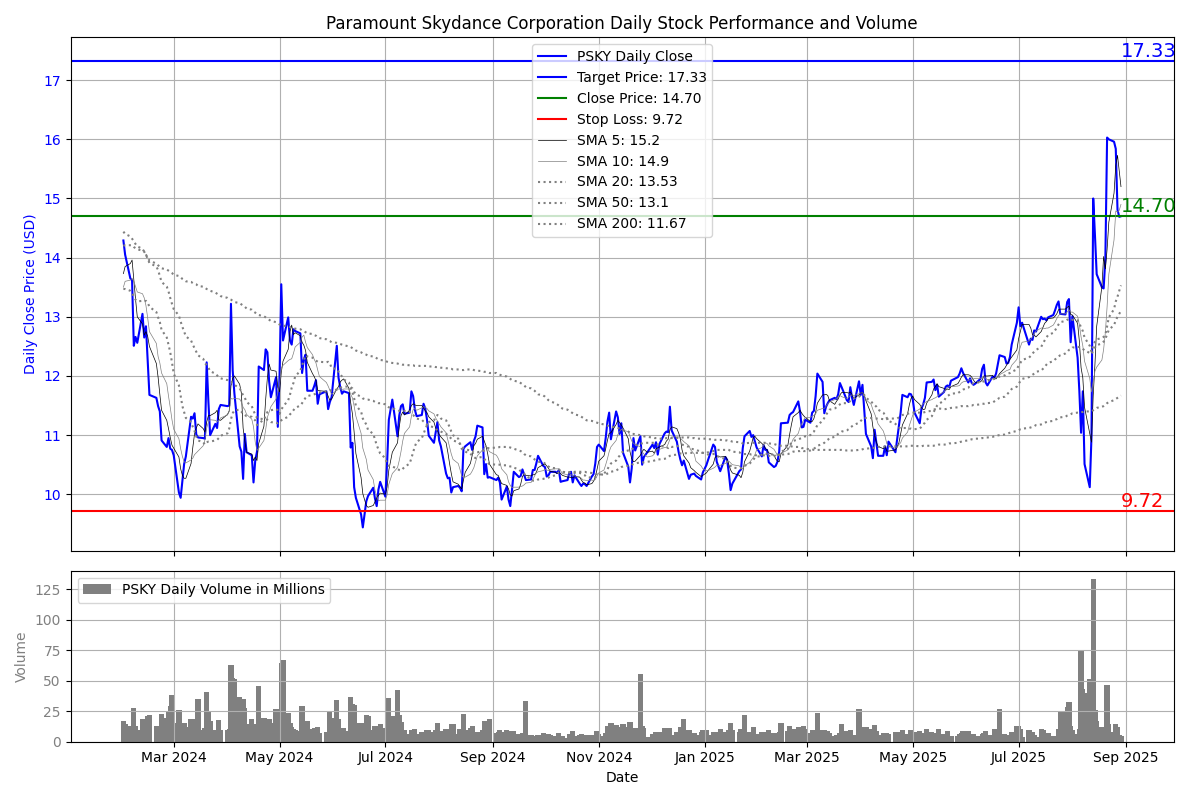 Paramount Skydance Corporation Daily Stock Performance and Volume
17.33
PSKY Daily Close
Target Price: 17.33
Close Price: 14.70
Stop Loss: 9.72
SMA 5: 15.2
SMA 10: 14.9
SMA 20: 13.53
SMA 50: 13.1
SMA 200: 11.67
17
16
15
14
13
12
11
10
Daily Close Price (USD)
14.70
9.72
PSKY Daily Volume in Millions
125
100
75
50
25
0
Volume
Mar 2024 May 2024 Jul 2024 Sep 2024 Nov 2024 Jan 2025 Mar 2025 May 2025 Jul 2025 Sep 2025
Date